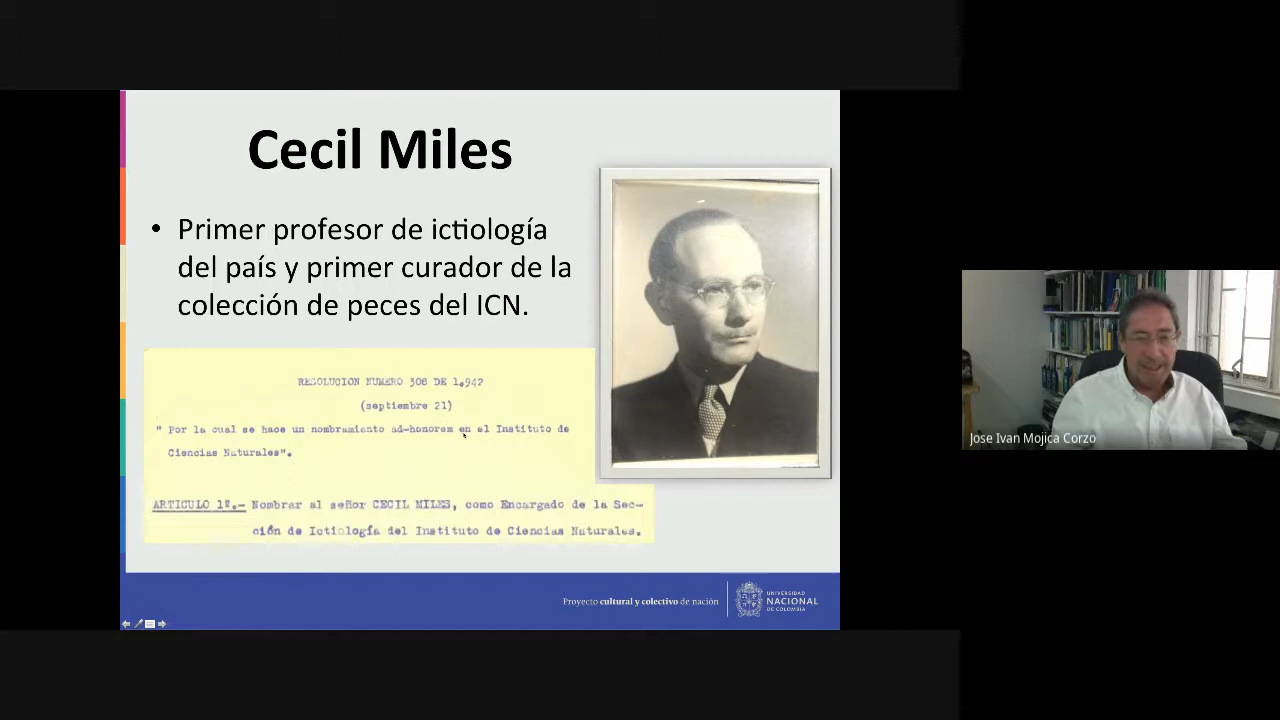 Cecil Miles
• Primer profesor de ictiología
del país y primer curador de la
colección de peces del ICN.
RESOLUCION NUMERO 308 DE 1,942
(septiembre 21)
" Por la cual se hace un nombramiento ad-honorem en el Instituto de
Ciencias Naturales".
ARTICULO 1º.- Nombrar al señor CECIL MILES, como Encargado de la Sec-
ción de Ictiología del Instituto de Ciencias Naturales.
Proyecto cultural y colectivo de nación
UNIVERSIDAD
NACIONAL
DE COLOMBIA
Jose Ivan Mojica Corzo